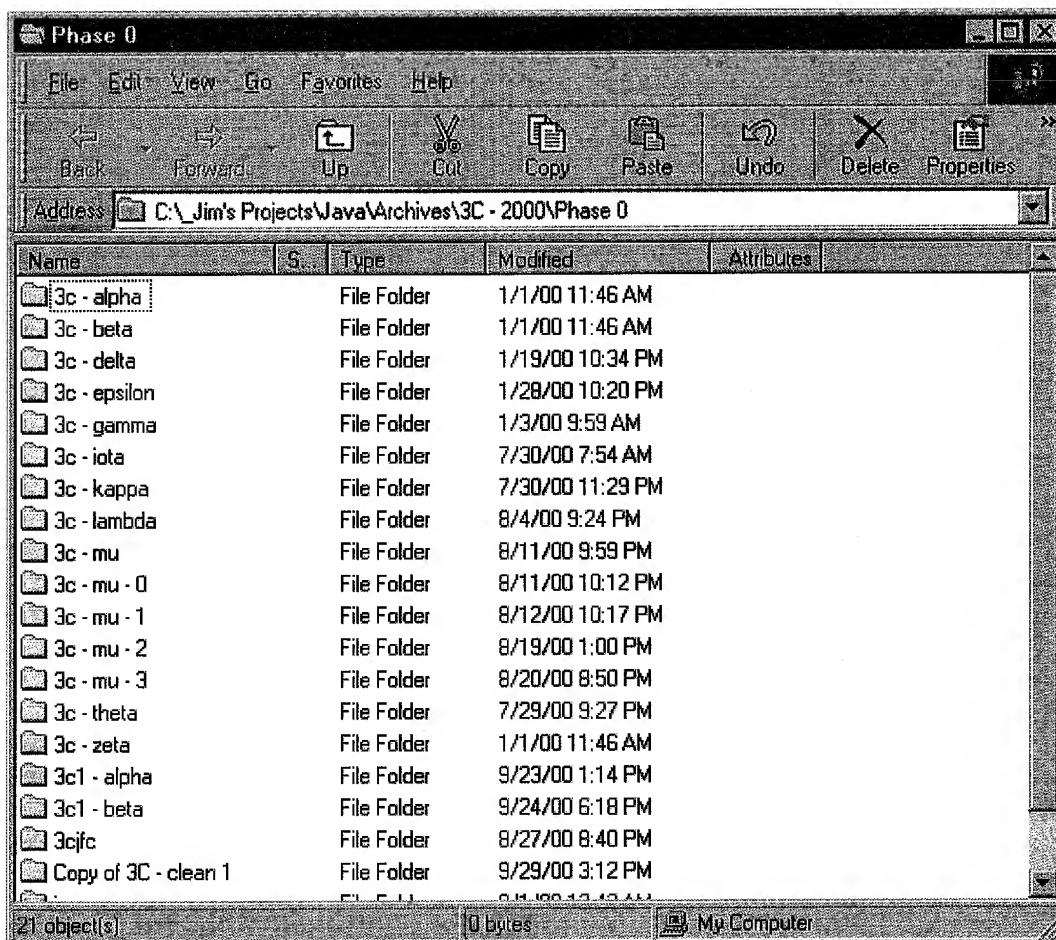 Phase 0
File Edit View Go Favorites Help
Back Forward Up Cut Copy Paste Undo Delete Properties »
Address C:\_Jim's Projects\Java\Archives\3C - 2000\Phase 0
Name S... Type Modified Attributes
3c - alpha File Folder 1/1/00 11:46 AM
3c - beta File Folder 1/1/00 11:46 AM
3c - delta File Folder 1/19/00 10:34 PM
3c - epsilon File Folder 1/28/00 10:20 PM
3c - gamma File Folder 1/3/00 9:59 AM
3c - iota File Folder 7/30/00 7:54 AM
3c - kappa File Folder 7/30/00 11:29 PM
3c - lambda File Folder 8/4/00 9:24 PM
3c - mu File Folder 8/11/00 9:59 PM
3c - mu - 0 File Folder 8/11/00 10:12 PM
3c - mu - 1 File Folder 8/12/00 10:17 PM
3c - mu - 2 File Folder 8/19/00 1:00 PM
3c - mu - 3 File Folder 8/20/00 8:50 PM
3c - theta File Folder 7/29/00 9:27 PM
3c - zeta File Folder 1/1/00 11:46 AM
3c1 - alpha File Folder 9/23/00 1:14 PM
3c1 - beta File Folder 9/24/00 6:18 PM
3cjfc File Folder 8/27/00 8:40 PM
Copy of 3C - clean 1 File Folder 9/29/00 3:12 PM
21 object(s) 0 bytes My Computer